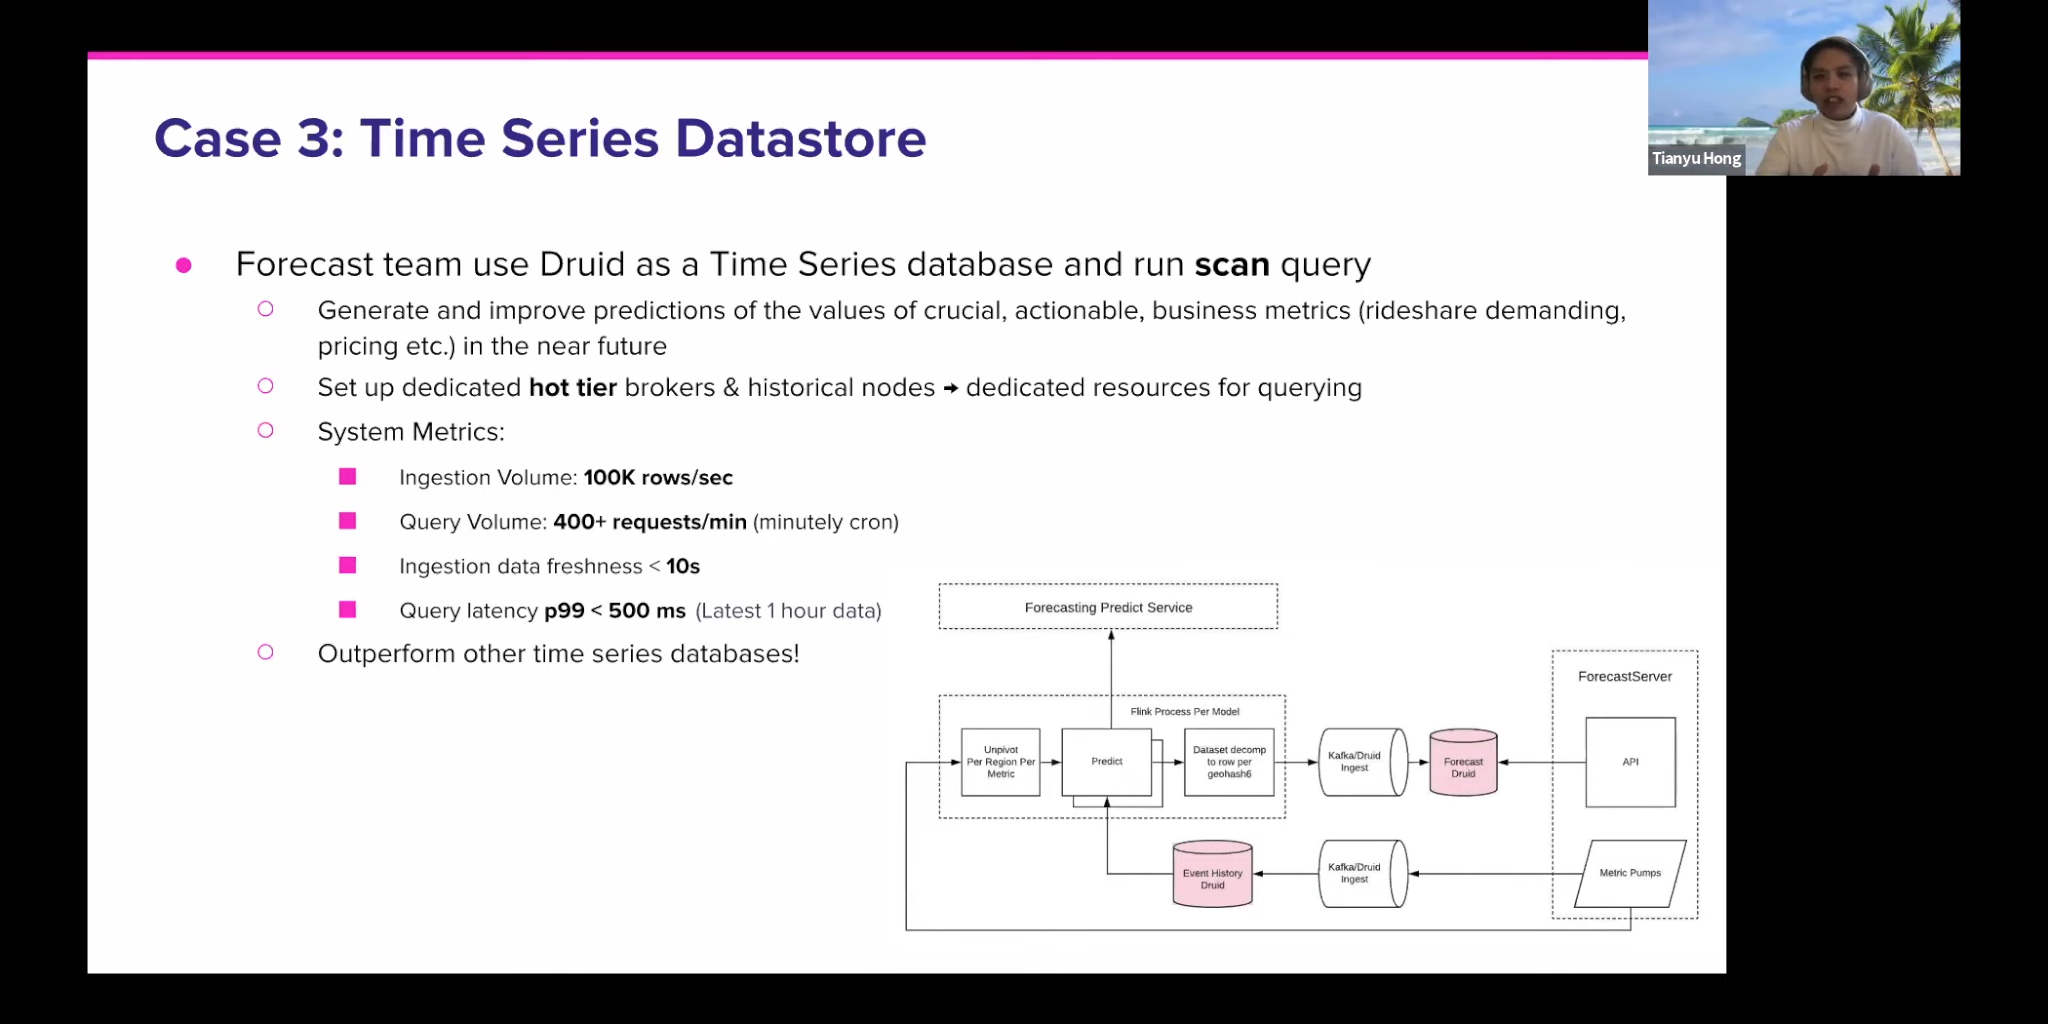 Case 3: Time Series Datastore
Tianyu Hong
Forecast team use Druid as a Time Series database and run scan query
Generate and improve predictions of the values of crucial, actionable, business metrics (rideshare demanding,
pricing etc.) in the near future
Set up dedicated hot tier brokers & historical nodes → dedicated resources for querying
System Metrics:
Ingestion Volume: 100K rows/sec
Query Volume: 400+ requests/min (minutely cron)
Ingestion data freshness < 10s
Query latency p99 < 500 ms (Latest 1 hour data)
Outperform other time series databases!
Forecasting Predict Service
ForecastServer
Flink Process Per Model
Unpivot
Per Region Per
Metric
Predict
Dataset decomp
to row per
geohash6
Kafka/Druid
Ingest
Forecast
Druid
API
Event History
Druid
Kafka/Druid
Ingest
Metric Pumps